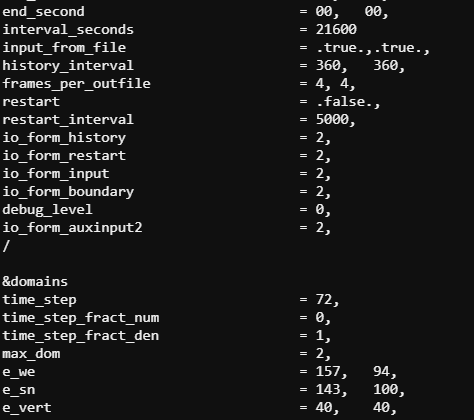 end_second = 00, 00,
interval_seconds = 21600
input_from_file = .true.,.true.,
history_interval = 360, 360,
frames_per_outfile = 4, 4,
restart = .false.,
restart_interval = 5000,
io_form_history = 2,
io_form_restart = 2,
io_form_input = 2,
io_form_boundary = 2,
debug_level = 0,
io_form_auxinput2 = 2,
/
&domains
time_step = 72,
time_step_fract_num = 0,
time_step_fract_den = 1,
max_dom = 2,
e_we = 157, 94,
e_sn = 143, 100,
e_vert = 40, 40,